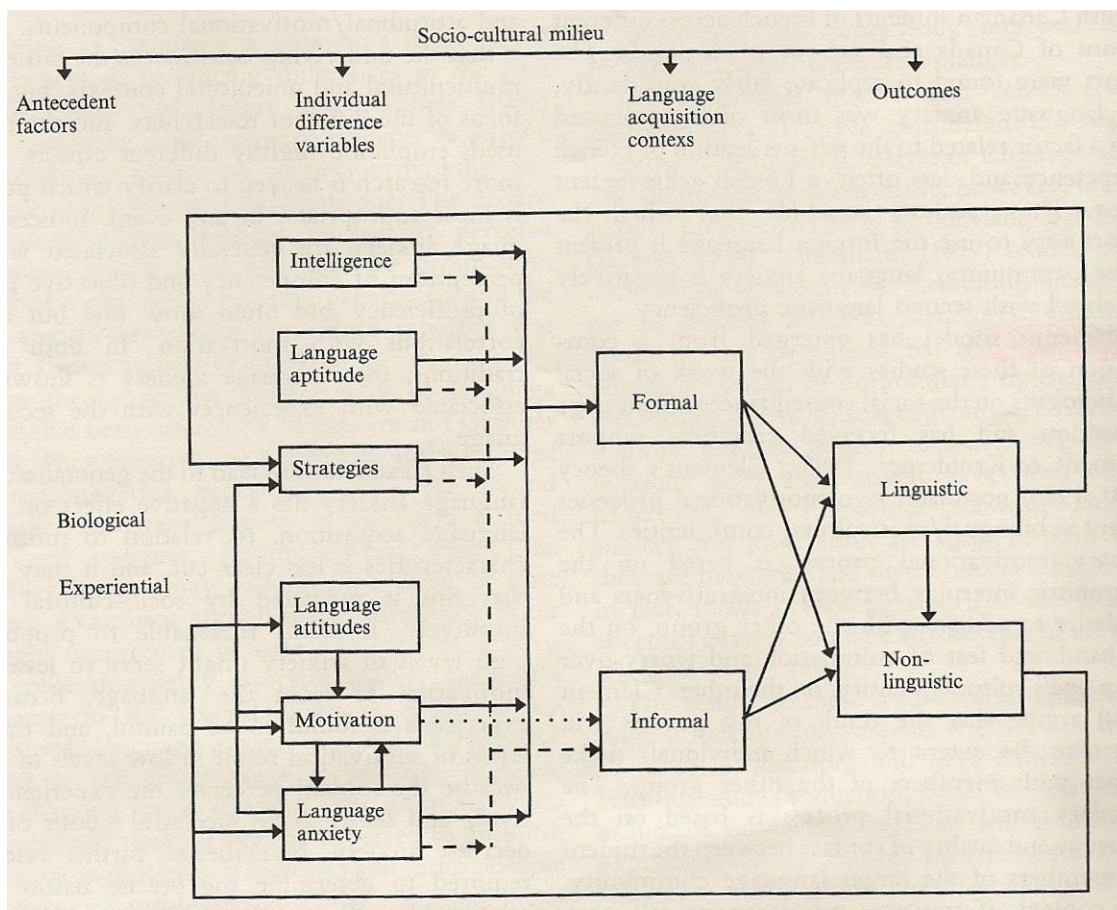 Socio-cultural milieu
Antecedent
factors
Individual
difference
variables
Language
acquisition
contexs
Outcomes
Intelligence
Language
aptitude
Strategies
Biological
Experiential
Language
attitudes
Motivation
Language
anxiety
Formal
Informal
Linguistic
Non-
linguistic